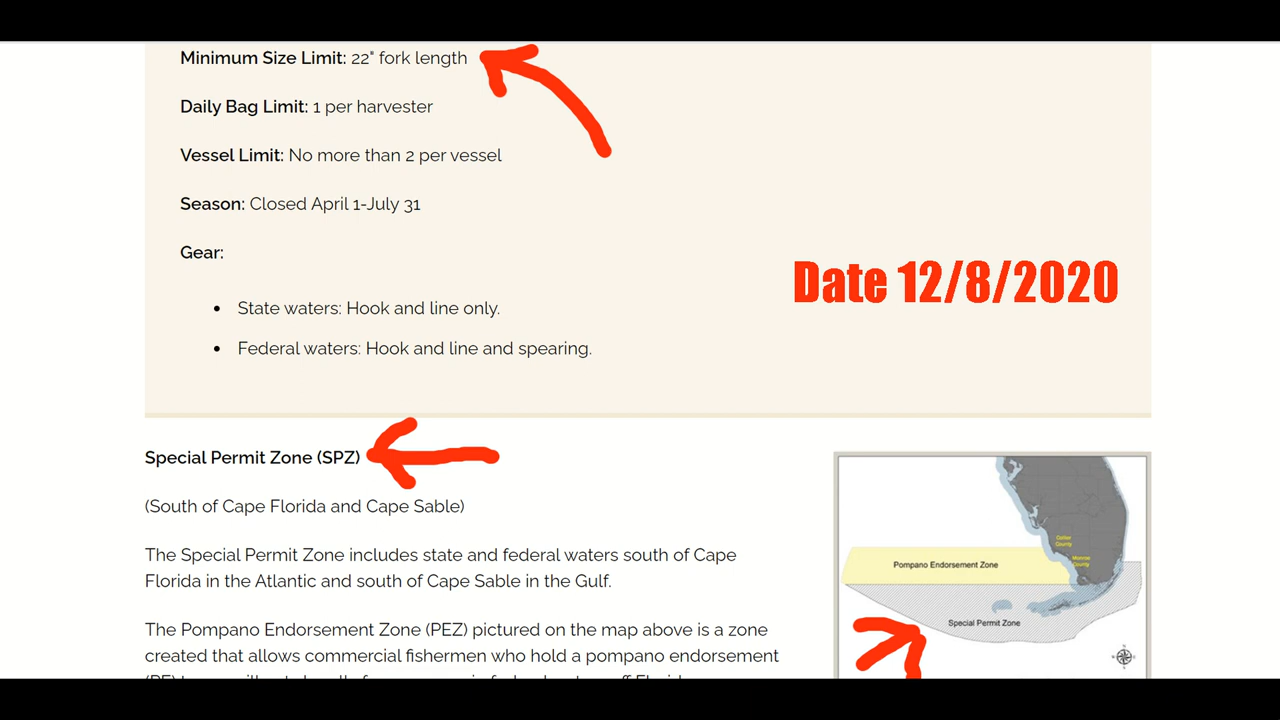 Minimum Size Limit: 22" fork length
Daily Bag Limit: 1 per harvester
Vessel Limit: No more than 2 per vessel
Season: Closed April 1-July 31
Gear:
Date 12/8/2020
• State waters: Hook and line only.
• Federal waters: Hook and line and spearing.
Special Permit Zone (SPZ)
(South of Cape Florida and Cape Sable)
The Special Permit Zone includes state and federal waters south of Cape
Florida in the Atlantic and south of Cape Sable in the Gulf.
The Pompano Endorsement Zone (PEZ) pictured on the map above is a zone
created that allows commercial fishermen who hold a pompano endorsement
Collier
County
Monroe
County
Pompano Endorsement Zone
Special Permit Zone